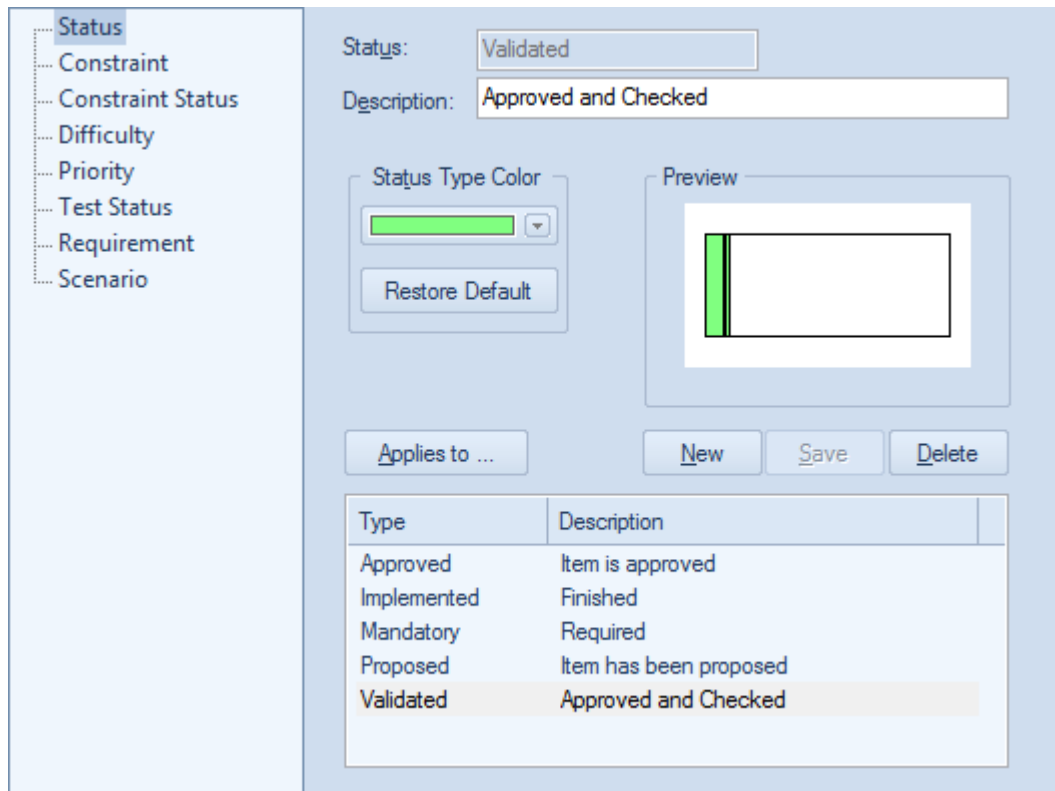 Status
Constraint
Constraint Status
Difficulty
Priority
Test Status
Requirement
Scenario
Status: Validated
Description: Approved and Checked
Status Type Color
Restore Default
Preview
Applies to ...
New
Save
Delete
Type Description
Approved Item is approved
Implemented Finished
Mandatory Required
Proposed Item has been proposed
Validated Approved and Checked